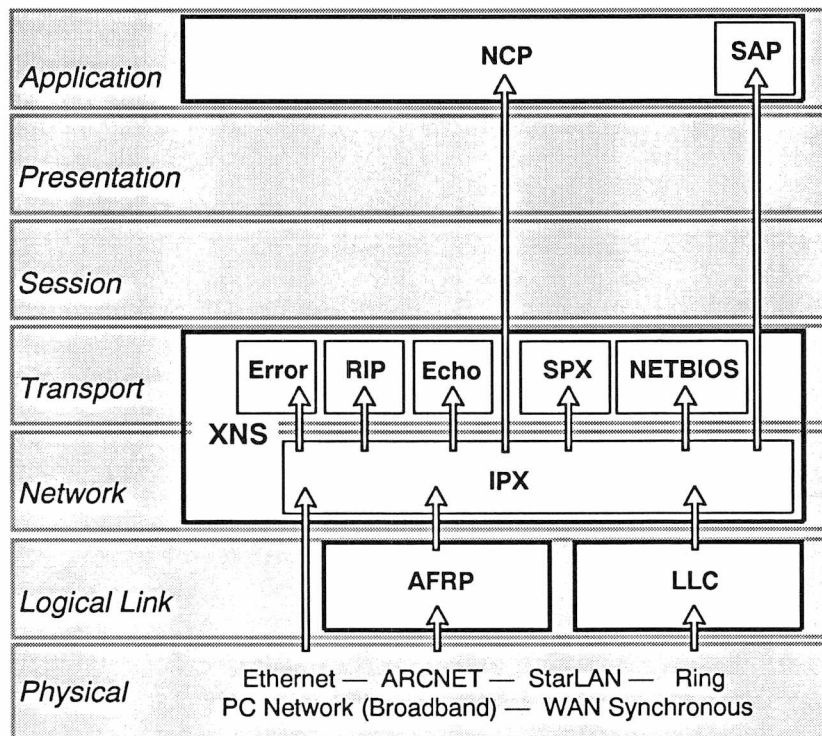 Application
NCP
SAP
Presentation
Session
Transport
Error
RIP
Echo
SPX
NETBIOS
XNS
Network
IPX
Logical Link
AFRP
LLC
Physical
Ethernet — ARCNET — StarLAN — Ring
PC Network (Broadband) — WAN Synchronous